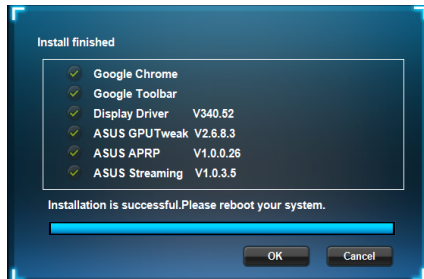 Install finished
Google Chrome
Google Toolbar
Display Driver V340.52
ASUS GPUTweak V2.6.8.3
ASUS APRP V1.0.0.26
ASUS Streaming V1.0.3.5
Installation is successful.Please reboot your system.
OK Cancel